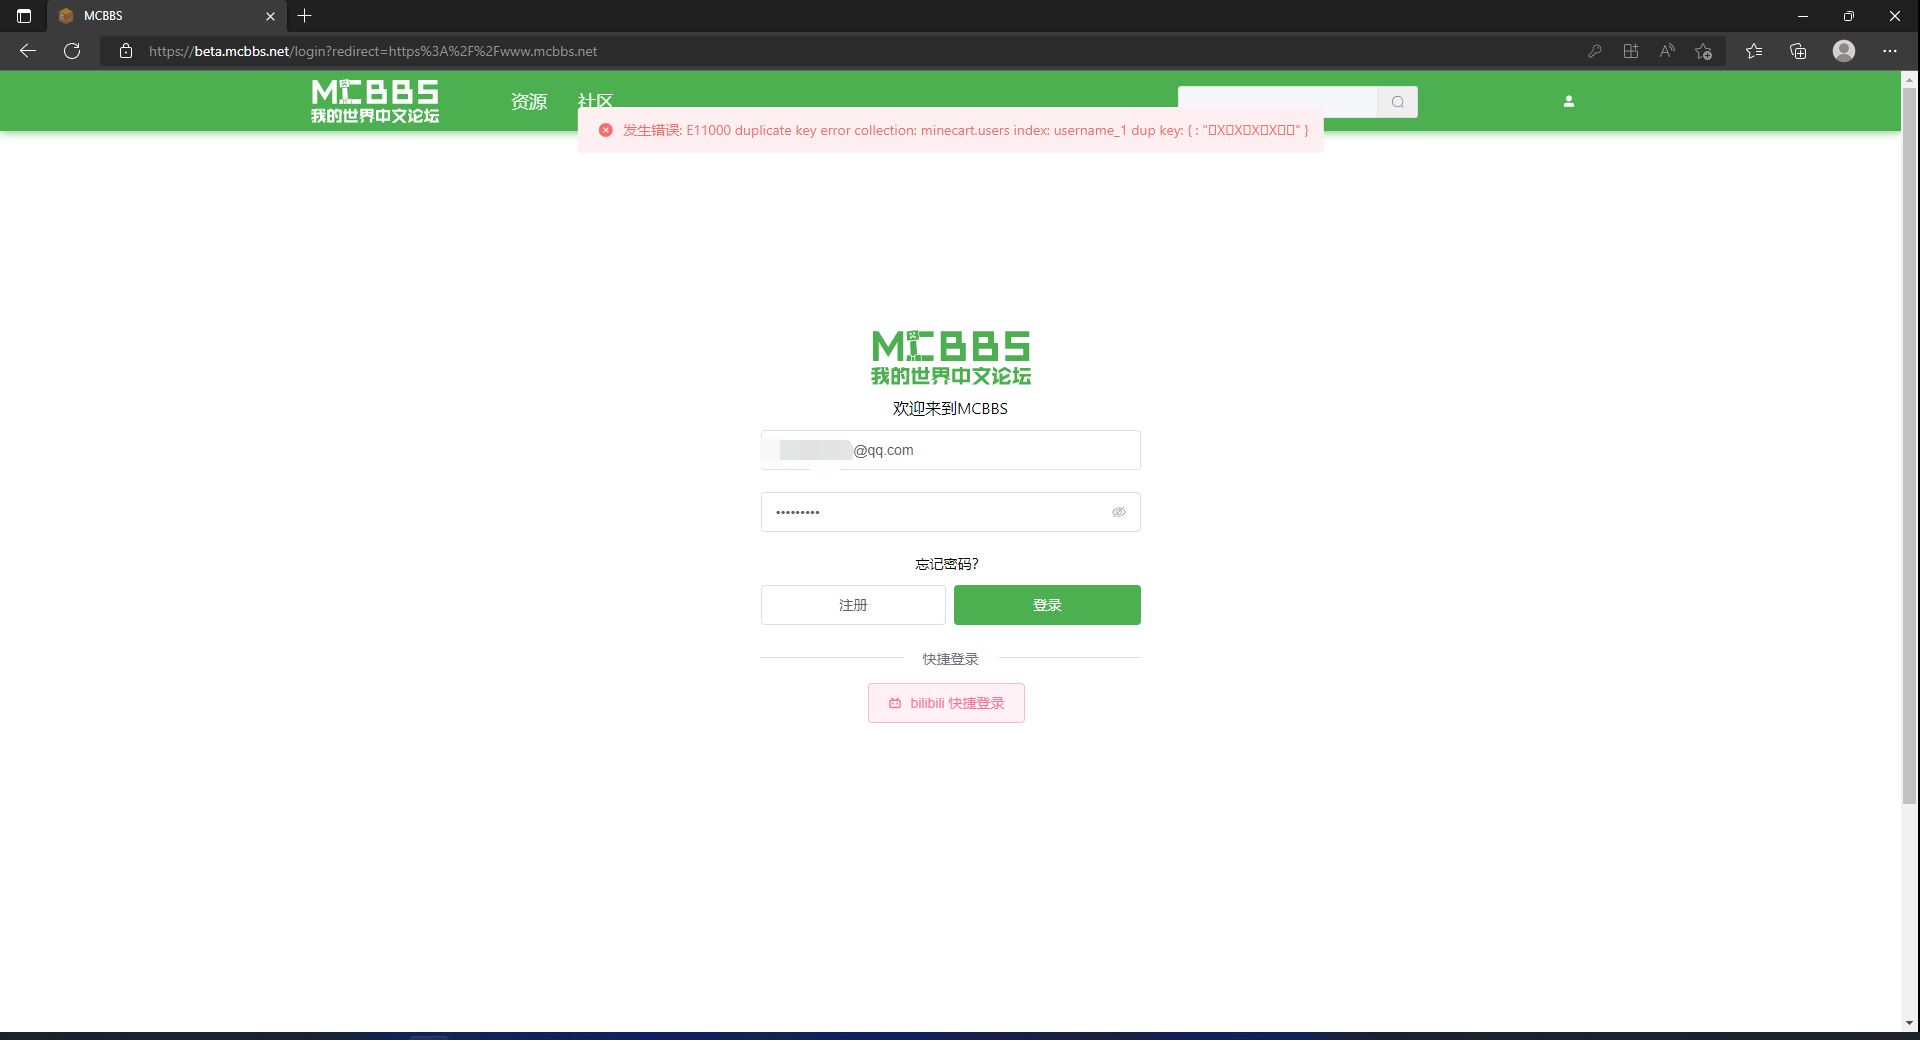 MCBBS
https://beta.mcbbs.net/login?redirect=https%3A%2F%2Fwww.mcbbs.net
MCBBS
我的世界中文论坛
资源
社区
发生错误: E11000 duplicate key error collection: minecart.users index: username_1 dup key: { : "▯X▯X▯X▯X▯▯" }
MCBBS
我的世界中文论坛
欢迎来到MCBBS
@qq.com
忘记密码?
注册
登录
快捷登录
bilibili 快捷登录